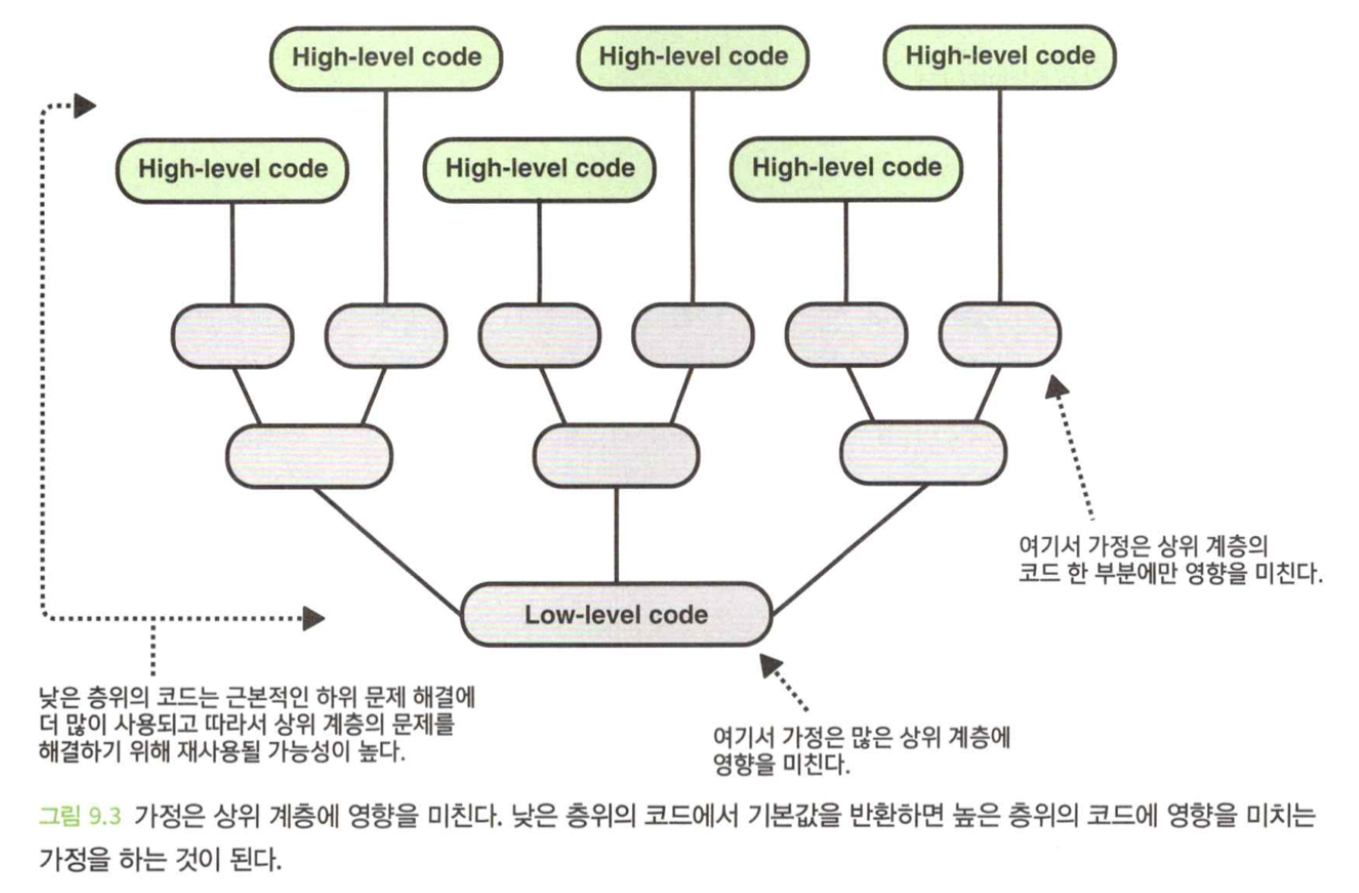 High-level code
High-level code
High-level code
High-level code
High-level code
High-level code
여기서 가정은 상위 계층의
코드 한 부분에만 영향을 미친다.
Low-level code
낮은 층위의 코드는 근본적인 하위 문제 해결에
더 많이 사용되고 따라서 상위 계층의 문제를
해결하기 위해 재사용될 가능성이 높다.
여기서 가정은 많은 상위 계층에
영향을 미친다.
그림 9.3 가정은 상위 계층에 영향을 미친다. 낮은 층위의 코드에서 기본값을 반환하면 높은 층위의 코드에 영향을 미치는
가정을 하는 것이 된다.